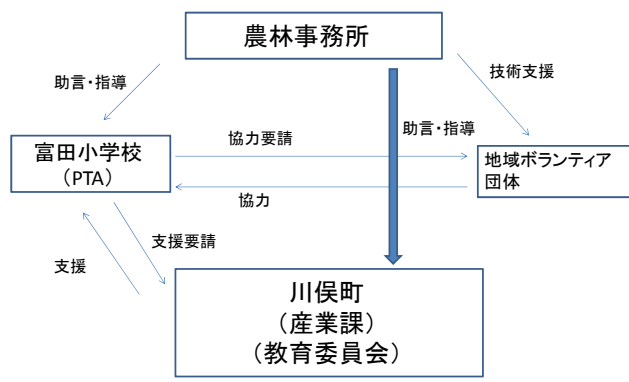 農林事務所
助言・指導
技術支援
助言・指導
富田小学校
（PTA）
協力要請
地域ボランティア
団体
協力
支援要請
支援
川俣町
（産業課）
（教育委員会）